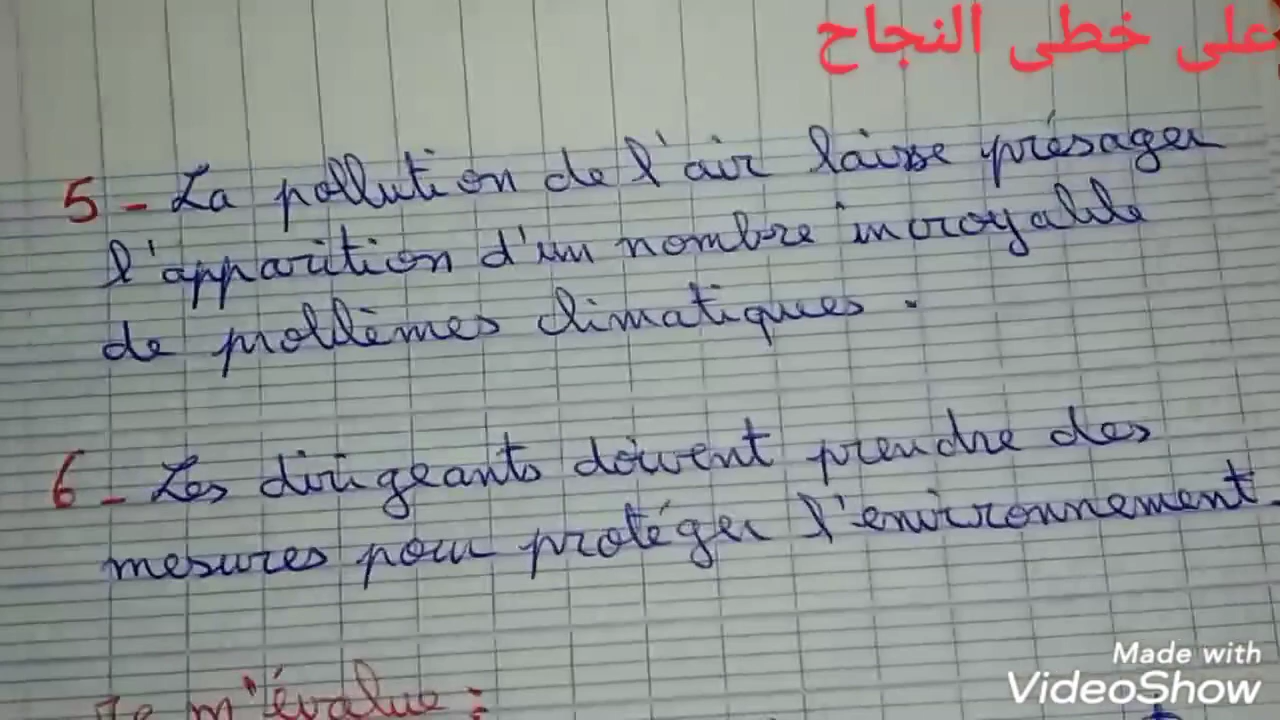 على خطى النجاح
5 - La pollution de l'air laisse présager
l'apparition d'un nombre incroyable
de problèmes climatiques.
6 - Les dirigeants doivent prendre des
mesures pour protéger l'environnement.
Je m'évalue :
Made with
VideoShow